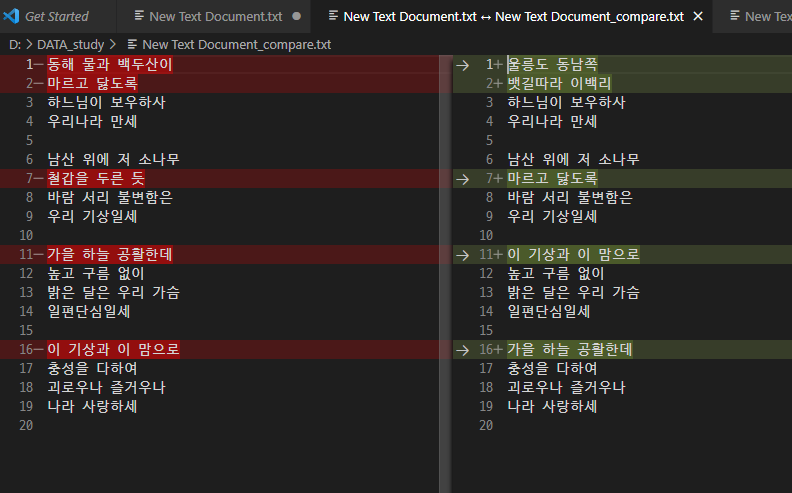 Get Started
New Text Document.txt
New Text Document.txt ↔ New Text Document_compare.txt
New Te
D: > DATA_study > New Text Document_compare.txt
1− 동해 물과 백두산이
2− 마르고 닳도록
3 하느님이 보우하사
4 우리나라 만세
5
6 남산 위에 저 소나무
7− 철갑을 두른 듯
8 바람 서리 불변함은
9 우리 기상일세
10
11− 가을 하늘 공활한데
12 높고 구름 없이
13 밝은 달은 우리 가슴
14 일편단심일세
15
16− 이 기상과 이 맘으로
17 충성을 다하여
18 괴로우나 즐거우나
19 나라 사랑하세
20
→ 1+ 울릉도 동남쪽
2+ 뱃길따라 이백리
3 하느님이 보우하사
4 우리나라 만세
5
6 남산 위에 저 소나무
→ 7+ 마르고 닳도록
8 바람 서리 불변함은
9 우리 기상일세
10
→ 11+ 이 기상과 이 맘으로
12 높고 구름 없이
13 밝은 달은 우리 가슴
14 일편단심일세
15
→ 16+ 가을 하늘 공활한데
17 충성을 다하여
18 괴로우나 즐거우나
19 나라 사랑하세
20